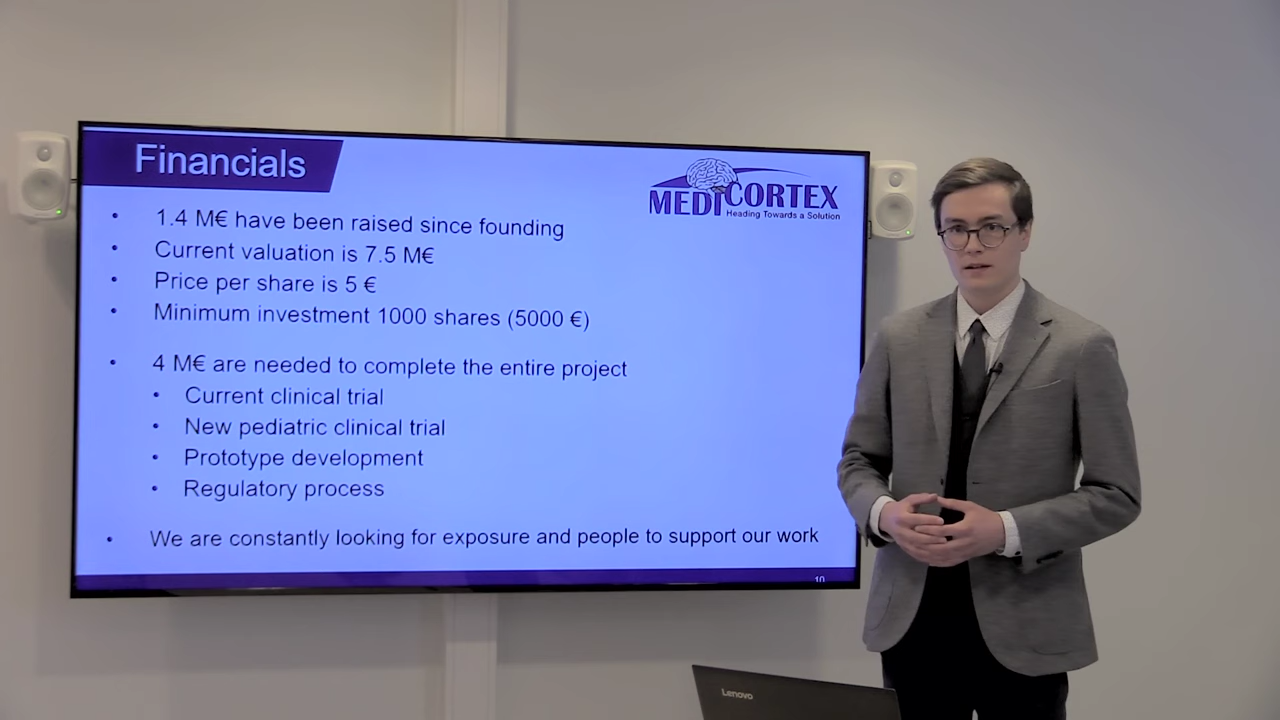 Financials
MEDICORTEX
Heading Towards a Solution
• 1.4 M€ have been raised since founding
• Current valuation is 7.5 M€
• Price per share is 5 €
• Minimum investment 1000 shares (5000 €)
• 4 M€ are needed to complete the entire project
• Current clinical trial
• New pediatric clinical trial
• Prototype development
• Regulatory process
• We are constantly looking for exposure and people to support our work
10
Lenovo